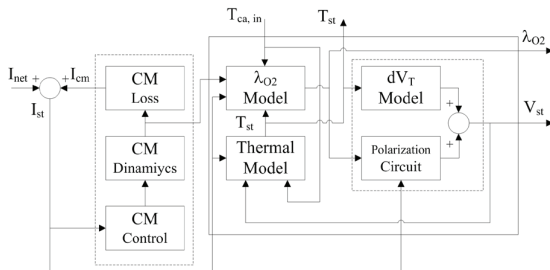 T_ca, in
T_st
λ_O2
I_net
+
+
I_cm
I_st
CM
Loss
CM
Dinamiycs
CM
Control
λ_O2
Model
T_st
Thermal
Model
dV_T
Model
Polarization
Circuit
+
+
V_st